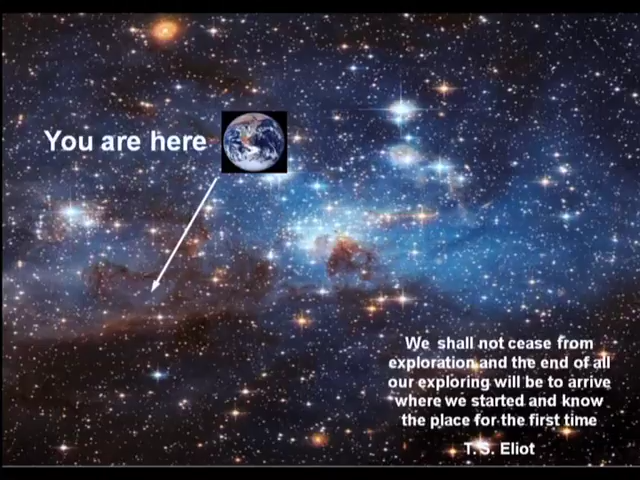 You are here
We shall not cease from
exploration and the end of all
our exploring will be to arrive
where we started and know
the place for the first time
T. S. Eliot